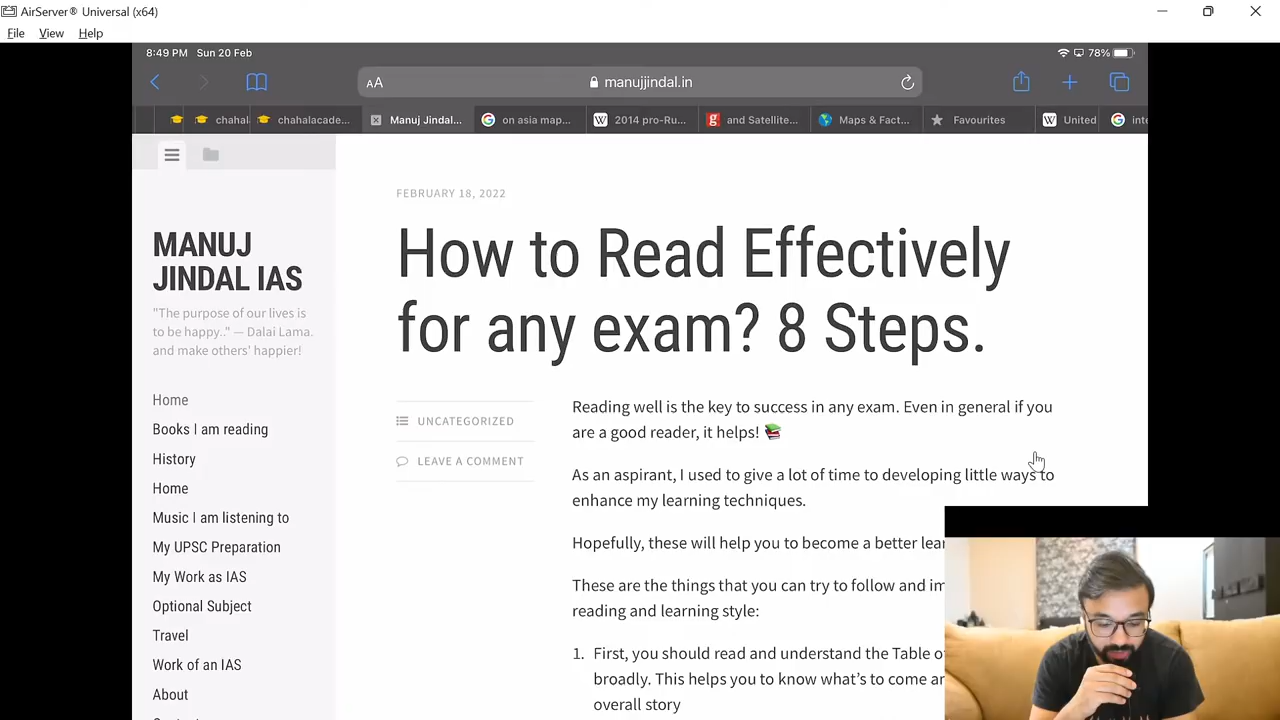 AirServer® Universal (x64)
File View Help
8:49 PM Sun 20 Feb
78%
AA
manujjindal.in
chahal
chahalacade...
Manuj Jindal...
on asia map...
2014 pro-Ru...
and Satellite...
Maps & Fact...
Favourites
United
inte
FEBRUARY 18, 2022
How to Read Effectively
for any exam? 8 Steps.
MANUJ
JINDAL IAS
"The purpose of our lives is
to be happy.." — Dalai Lama.
and make others' happier!
Home
Books I am reading
History
Home
Music I am listening to
My UPSC Preparation
My Work as IAS
Optional Subject
Travel
Work of an IAS
About
UNCATEGORIZED
LEAVE A COMMENT
Reading well is the key to success in any exam. Even in general if you
are a good reader, it helps! 📚
As an aspirant, I used to give a lot of time to developing little ways to
enhance my learning techniques.
Hopefully, these will help you to become a better lear
These are the things that you can try to follow and im
reading and learning style:
1. First, you should read and understand the Table o
broadly. This helps you to know what's to come an
overall story